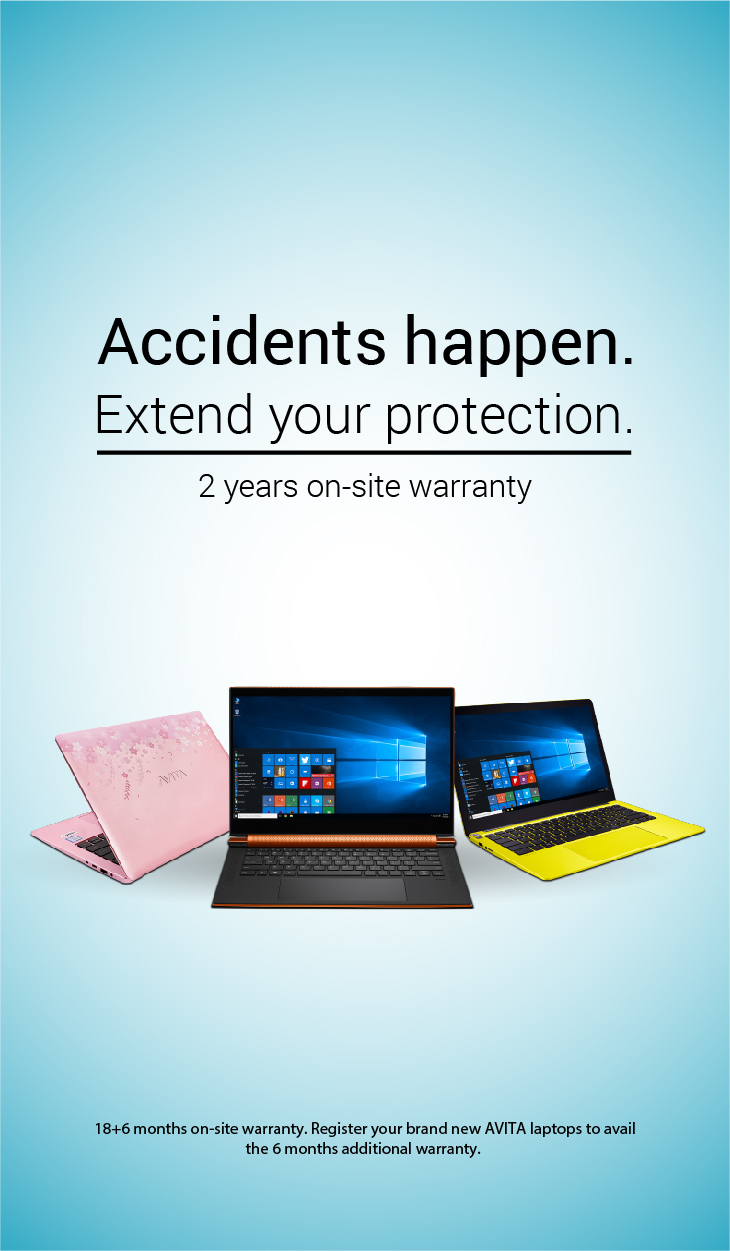 Accidents happen.
Extend your protection.
2 years on-site warranty
AVITA
18+6 months on-site warranty. Register your brand new AVITA laptops to avail
the 6 months additional warranty.